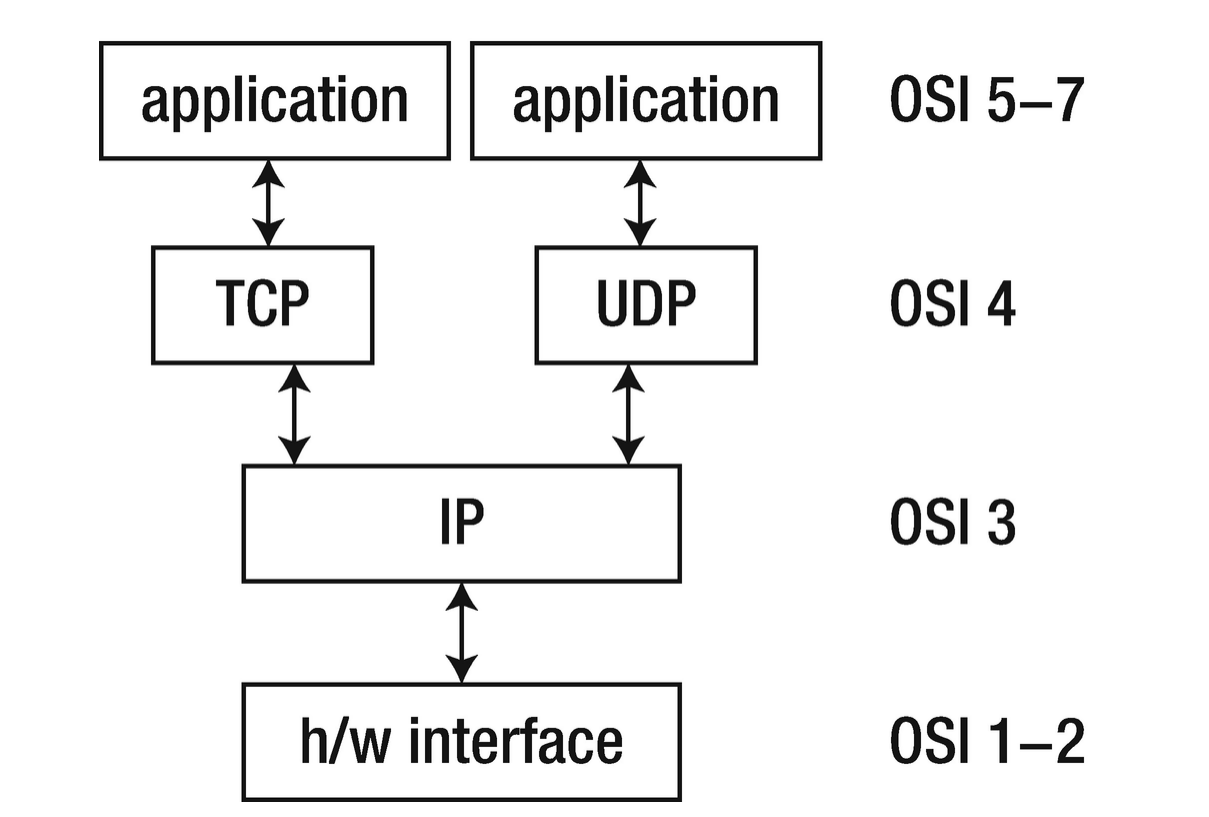 application application OSI 5–7
TCP UDP OSI 4
IP OSI 3
h/w interface OSI 1–2